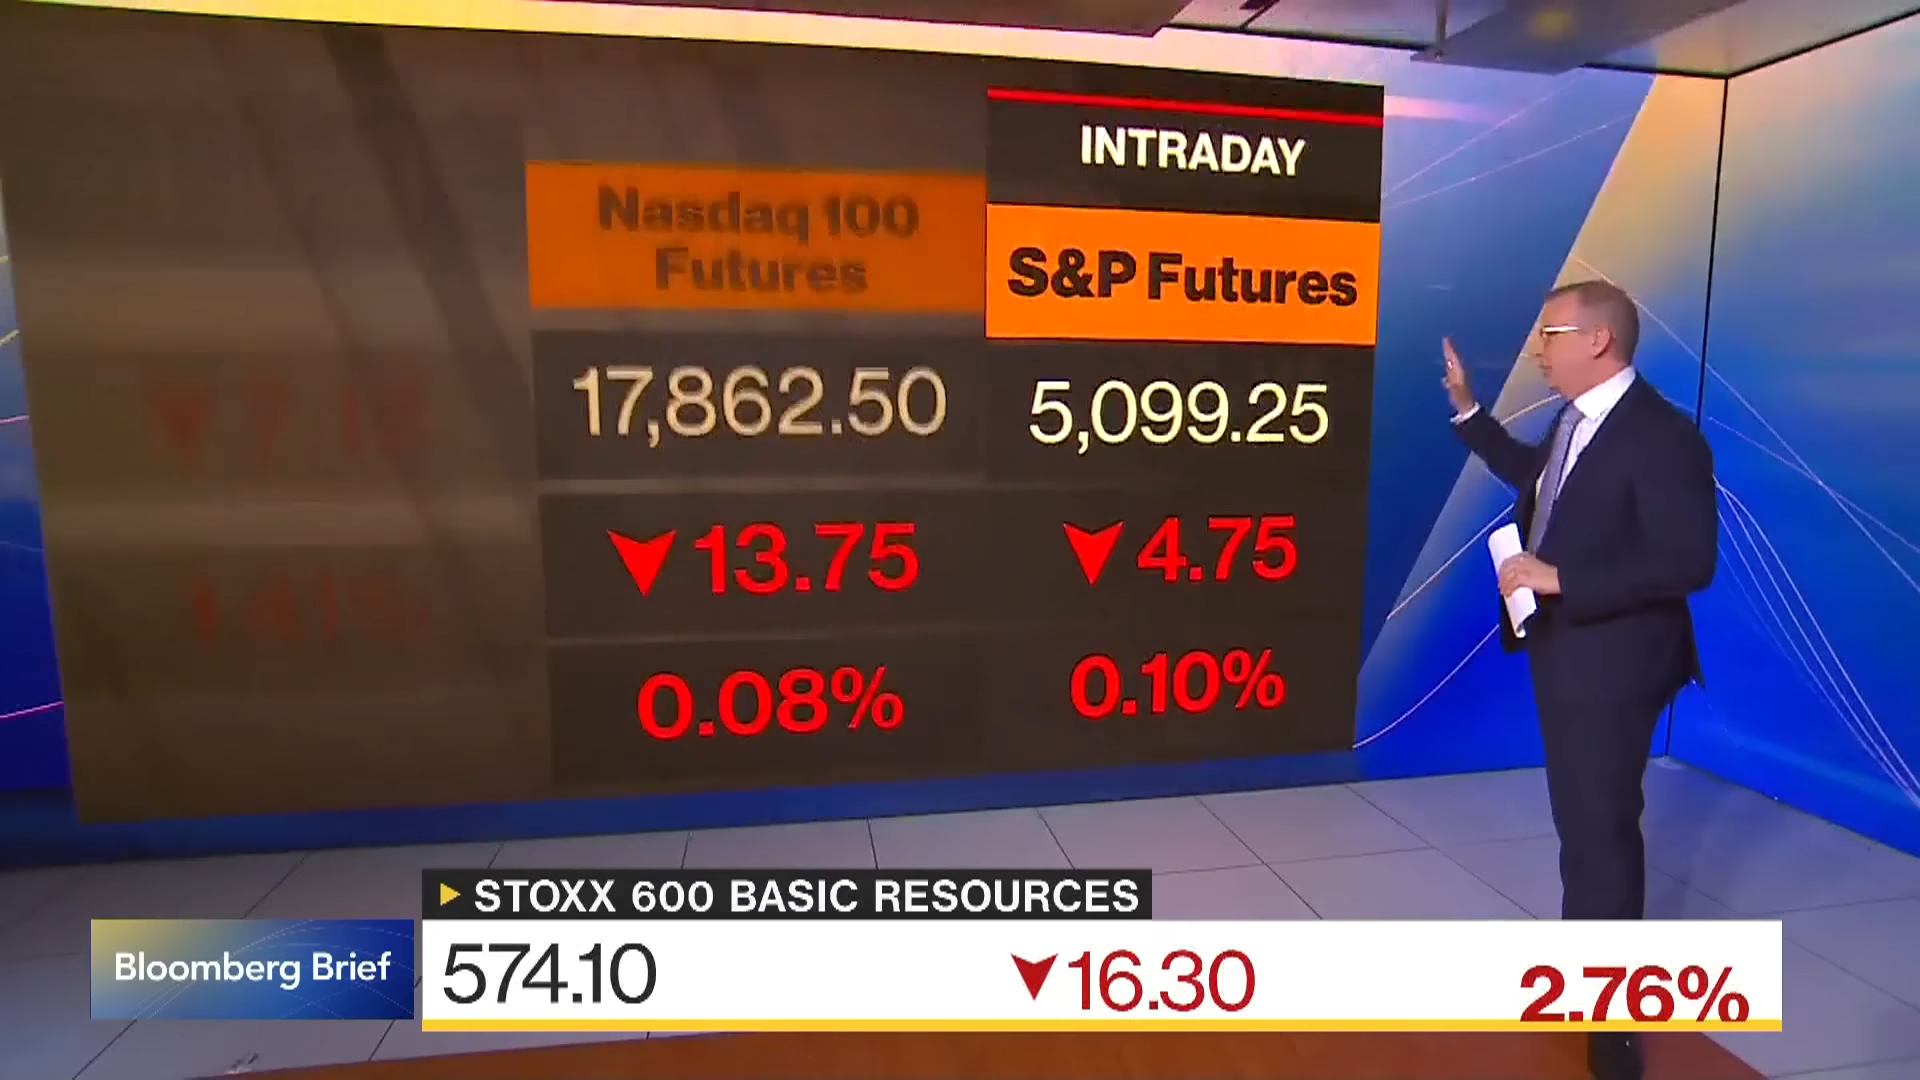 INTRADAY
Nasdaq 100
Futures
S&P Futures
17,862.50
5,099.25
13.75
4.75
0.08%
0.10%
STOXX 600 BASIC RESOURCES
Bloomberg Brief
574.10
16.30
2.76%